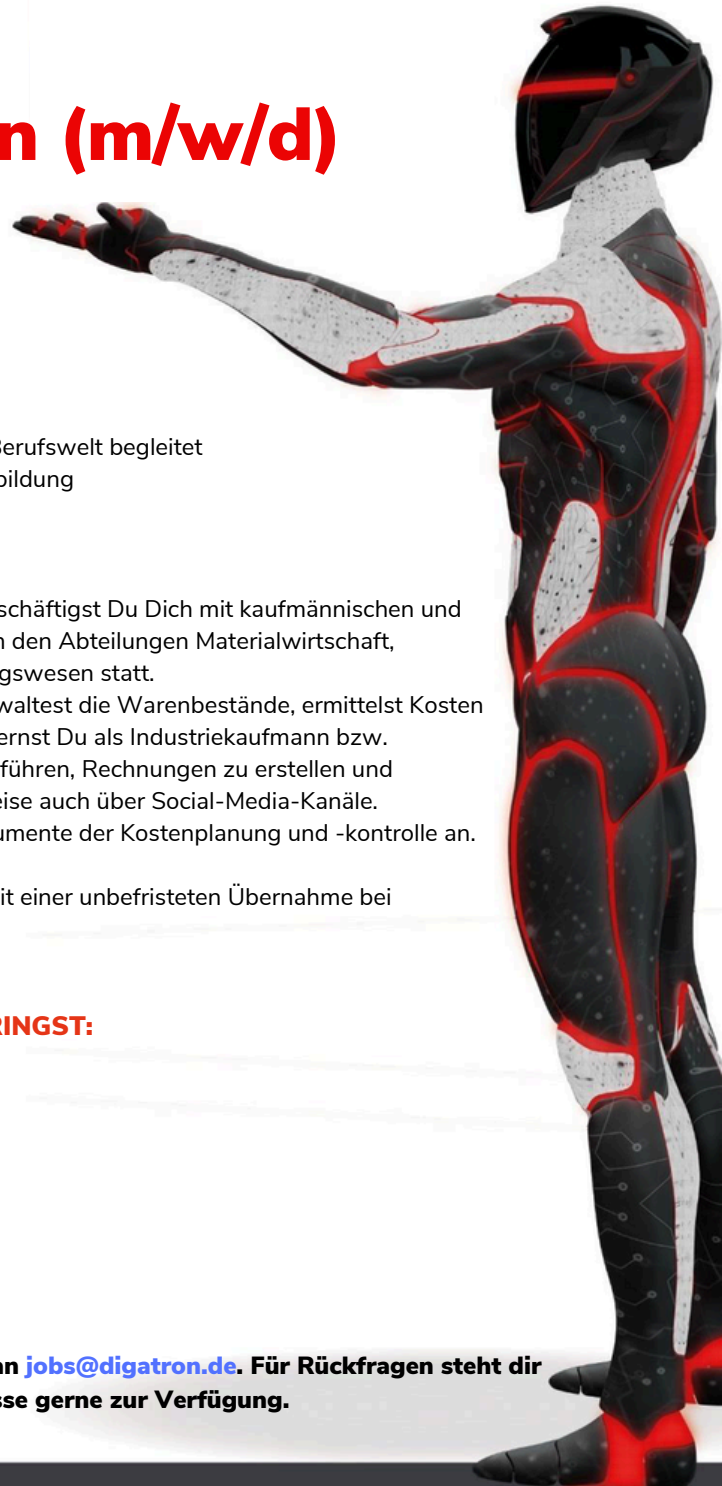 n (m/w/d)
Berufswelt begleitet
bildung
schäftigst Du Dich mit kaufmännischen und
n den Abteilungen Materialwirtschaft,
gswesen statt.
waltest die Warenbestände, ermittelst Kosten
ernst Du als Industriekaufmann bzw.
führen, Rechnungen zu erstellen und
eise auch über Social-Media-Kanäle.
umente der Kostenplanung und -kontrolle an.
it einer unbefristeten Übernahme bei
RINGST:
an jobs@digatron.de. Für Rückfragen steht dir
sse gerne zur Verfügung.